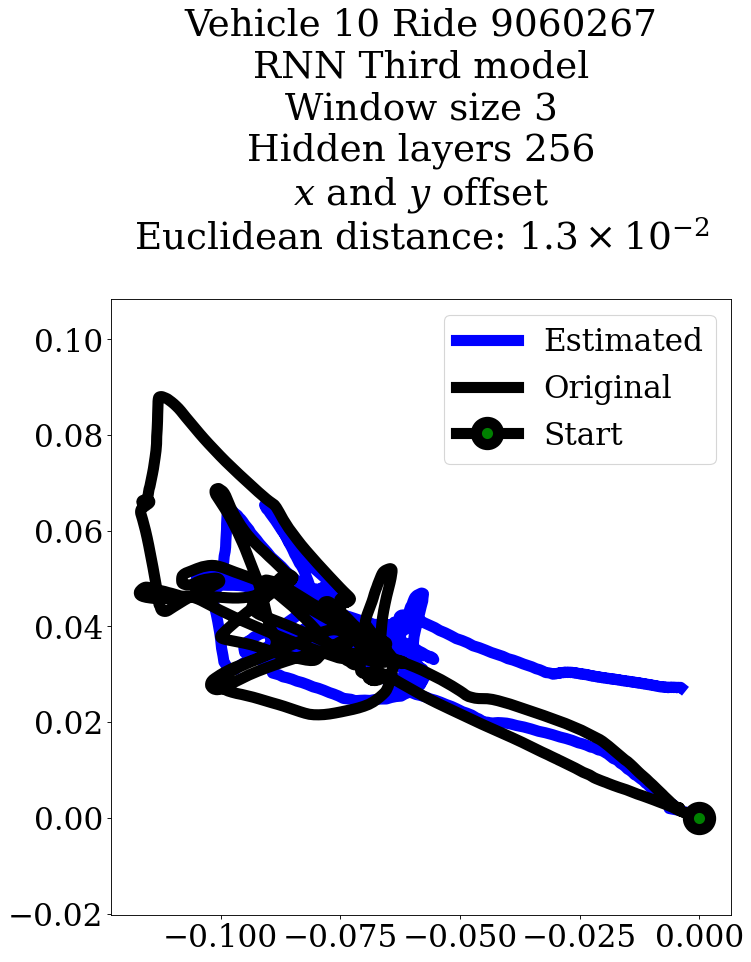 Vehicle 10 Ride 9060267
RNN Third model
Window size 3
Hidden layers 256
x and y offset
Euclidean distance: 1.3 × 10⁻²
Estimated
Original
Start
0.10
0.08
0.06
0.04
0.02
0.00
−0.02
−0.100 −0.075 −0.050 −0.025 0.000